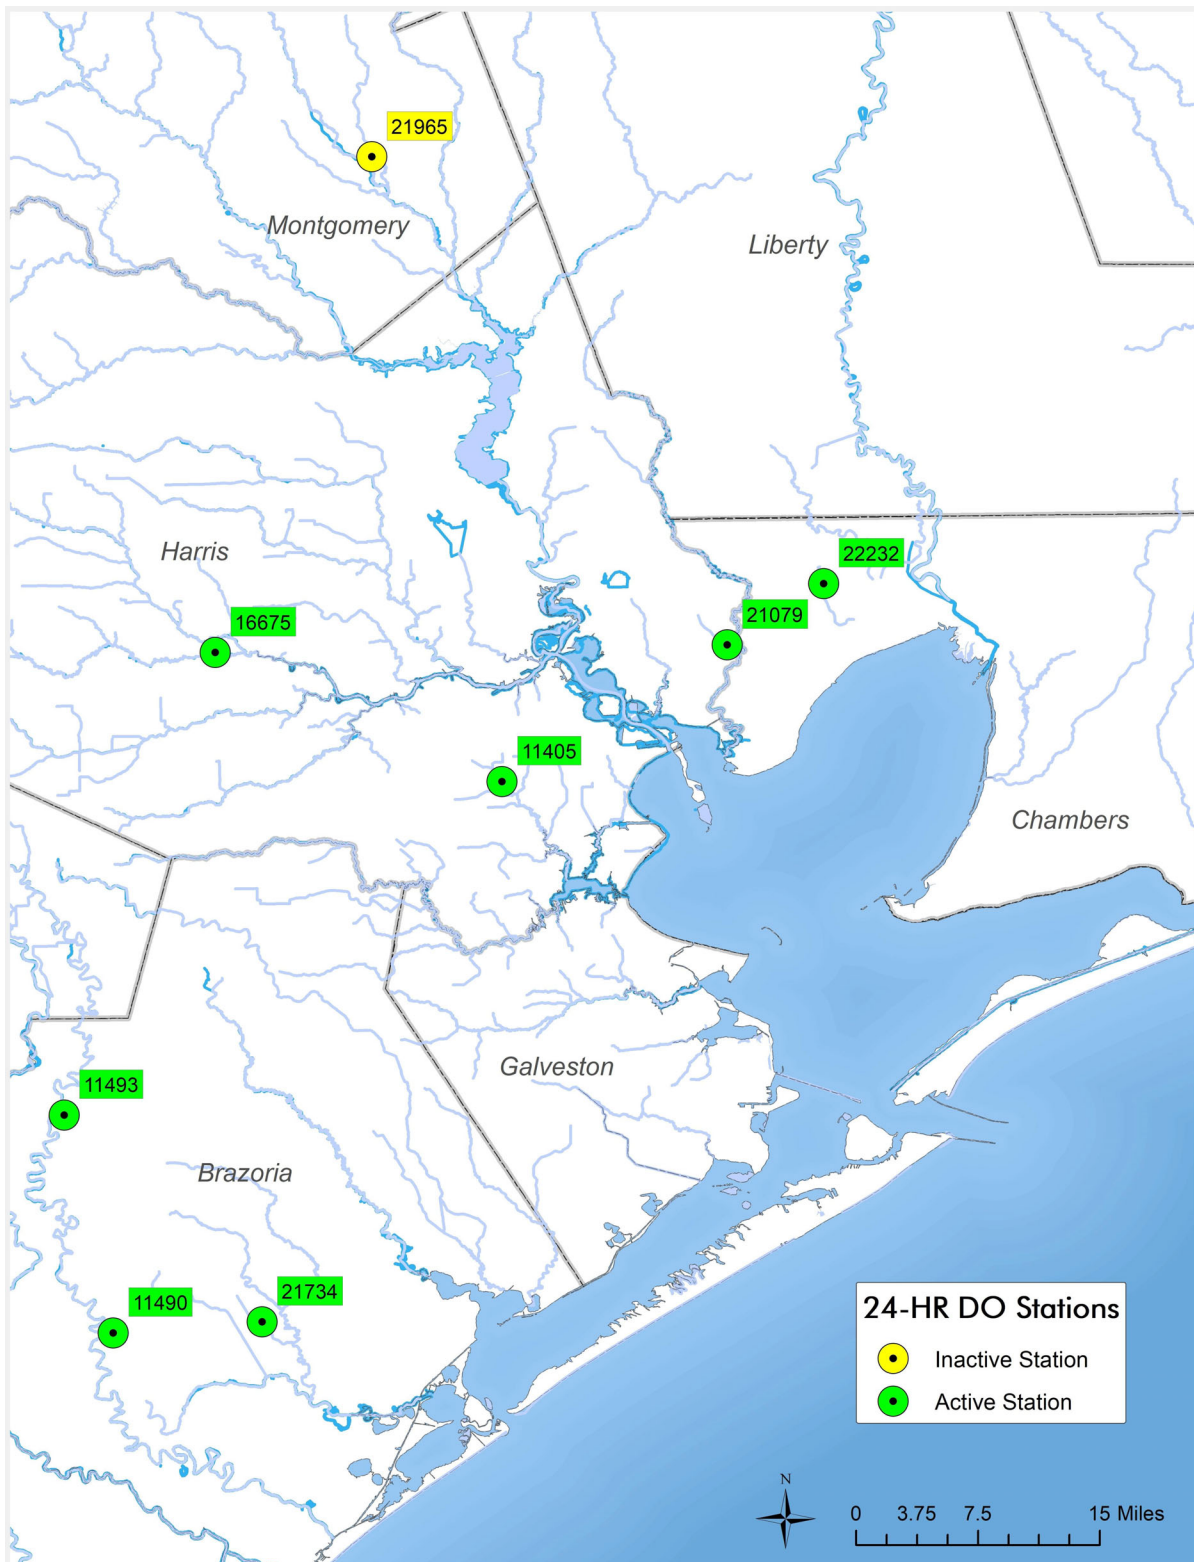 21965
Montgomery
Liberty
22232
Harris
21079
16675
11405
Chambers
Galveston
11493
Brazoria
21734
11490
24-HR DO Stations
Inactive Station
Active Station
N
0 3.75 7.5 15 Miles